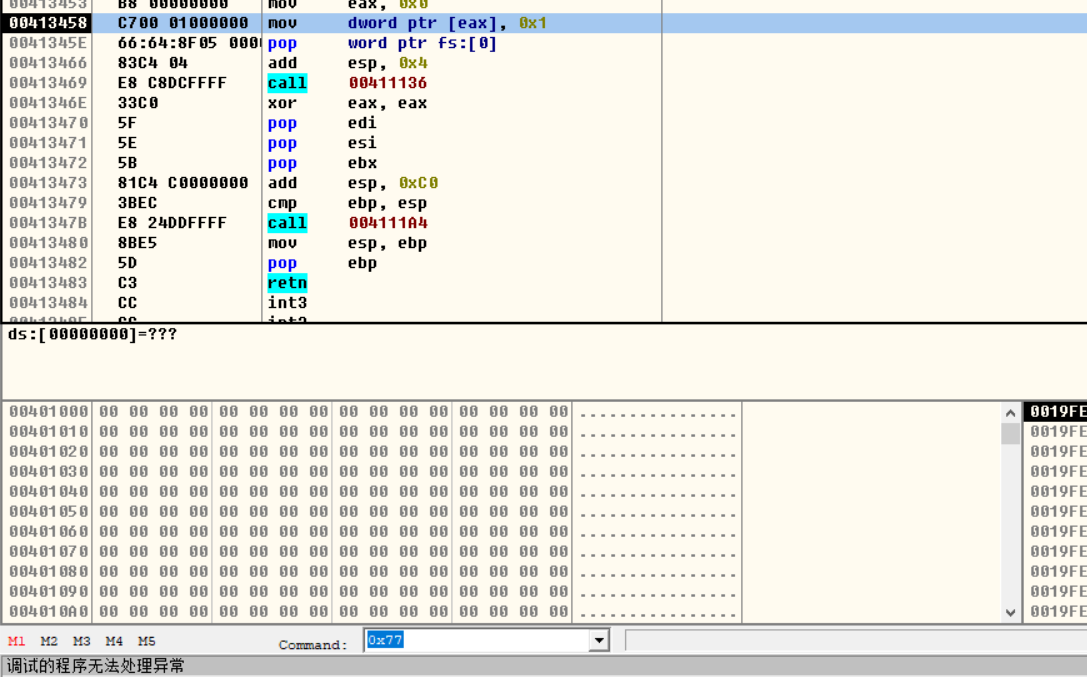 00413453 B8 00000000 mov eax, 0x0
00413458 C700 01000000 mov dword ptr [eax], 0x1
0041345E 66:64:8F05 000 pop word ptr fs:[0]
00413466 83C4 04 add esp, 0x4
00413469 E8 C8DCFFFF call 00411136
0041346E 33C0 xor eax, eax
00413470 5F pop edi
00413471 5E pop esi
00413472 5B pop ebx
00413473 81C4 C0000000 add esp, 0xC0
00413479 3BEC cmp ebp, esp
0041347B E8 24DDFFFF call 004111A4
00413480 8BE5 mov esp, ebp
00413482 5D pop ebp
00413483 C3 retn
00413484 CC int3
ds:[00000000]=???
00401000 00 00 00 00 00 00 00 00 00 00 00 00 00 00 00 00 ................ 0019FE
00401010 00 00 00 00 00 00 00 00 00 00 00 00 00 00 00 00 ................ 0019FE
00401020 00 00 00 00 00 00 00 00 00 00 00 00 00 00 00 00 ................ 0019FE
00401030 00 00 00 00 00 00 00 00 00 00 00 00 00 00 00 00 ................ 0019FE
00401040 00 00 00 00 00 00 00 00 00 00 00 00 00 00 00 00 ................ 0019FE
00401050 00 00 00 00 00 00 00 00 00 00 00 00 00 00 00 00 ................ 0019FE
00401060 00 00 00 00 00 00 00 00 00 00 00 00 00 00 00 00 ................ 0019FE
00401070 00 00 00 00 00 00 00 00 00 00 00 00 00 00 00 00 ................ 0019FE
00401080 00 00 00 00 00 00 00 00 00 00 00 00 00 00 00 00 ................ 0019FE
00401090 00 00 00 00 00 00 00 00 00 00 00 00 00 00 00 00 ................ 0019FE
004010A0 00 00 00 00 00 00 00 00 00 00 00 00 00 00 00 00 ................ 0019FE
M1 M2 M3 M4 M5 Command: 0x77
调试的程序无法处理异常